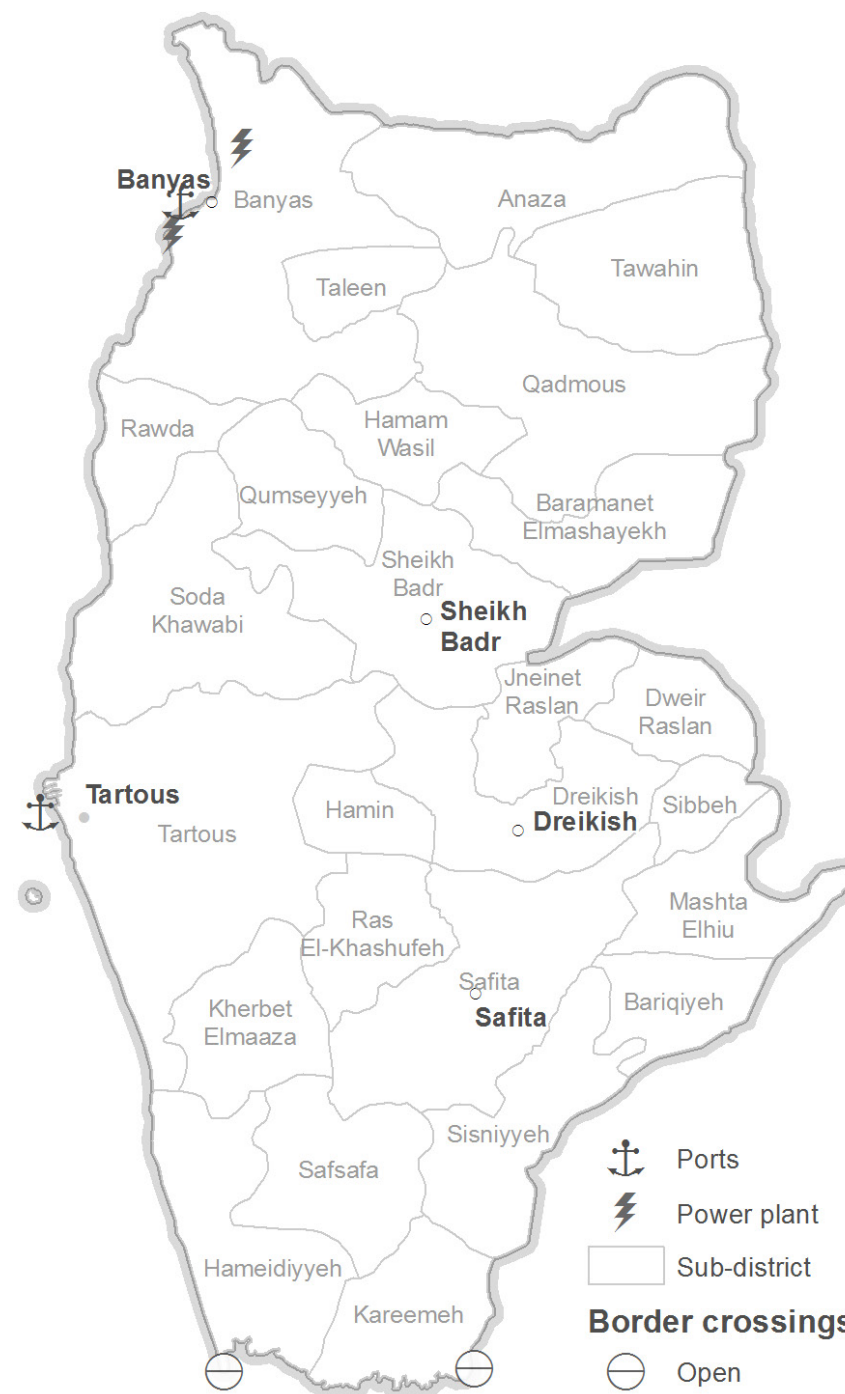 Banyas
Banyas
Anaza
Tawahin
Taleen
Qadmous
Rawda
Hamam
Wasil
Qumseyyeh
Baramanet
Elmashayekh
Sheikh
Badr
Soda
Khawabi
Sheikh
Badr
Jneinet
Raslan
Dweir
Raslan
Tartous
Tartous
Hamin
Dreikish
Dreikish
Sibbeh
Mashta
Elhiu
Ras
El-Khashufeh
Safita
Safita
Bariqiyeh
Kherbet
Elmaaza
Sisniyyeh
Safsafa
Hameidiyyeh
Kareemeh
Ports
Power plant
Sub-district
Border crossings
Open